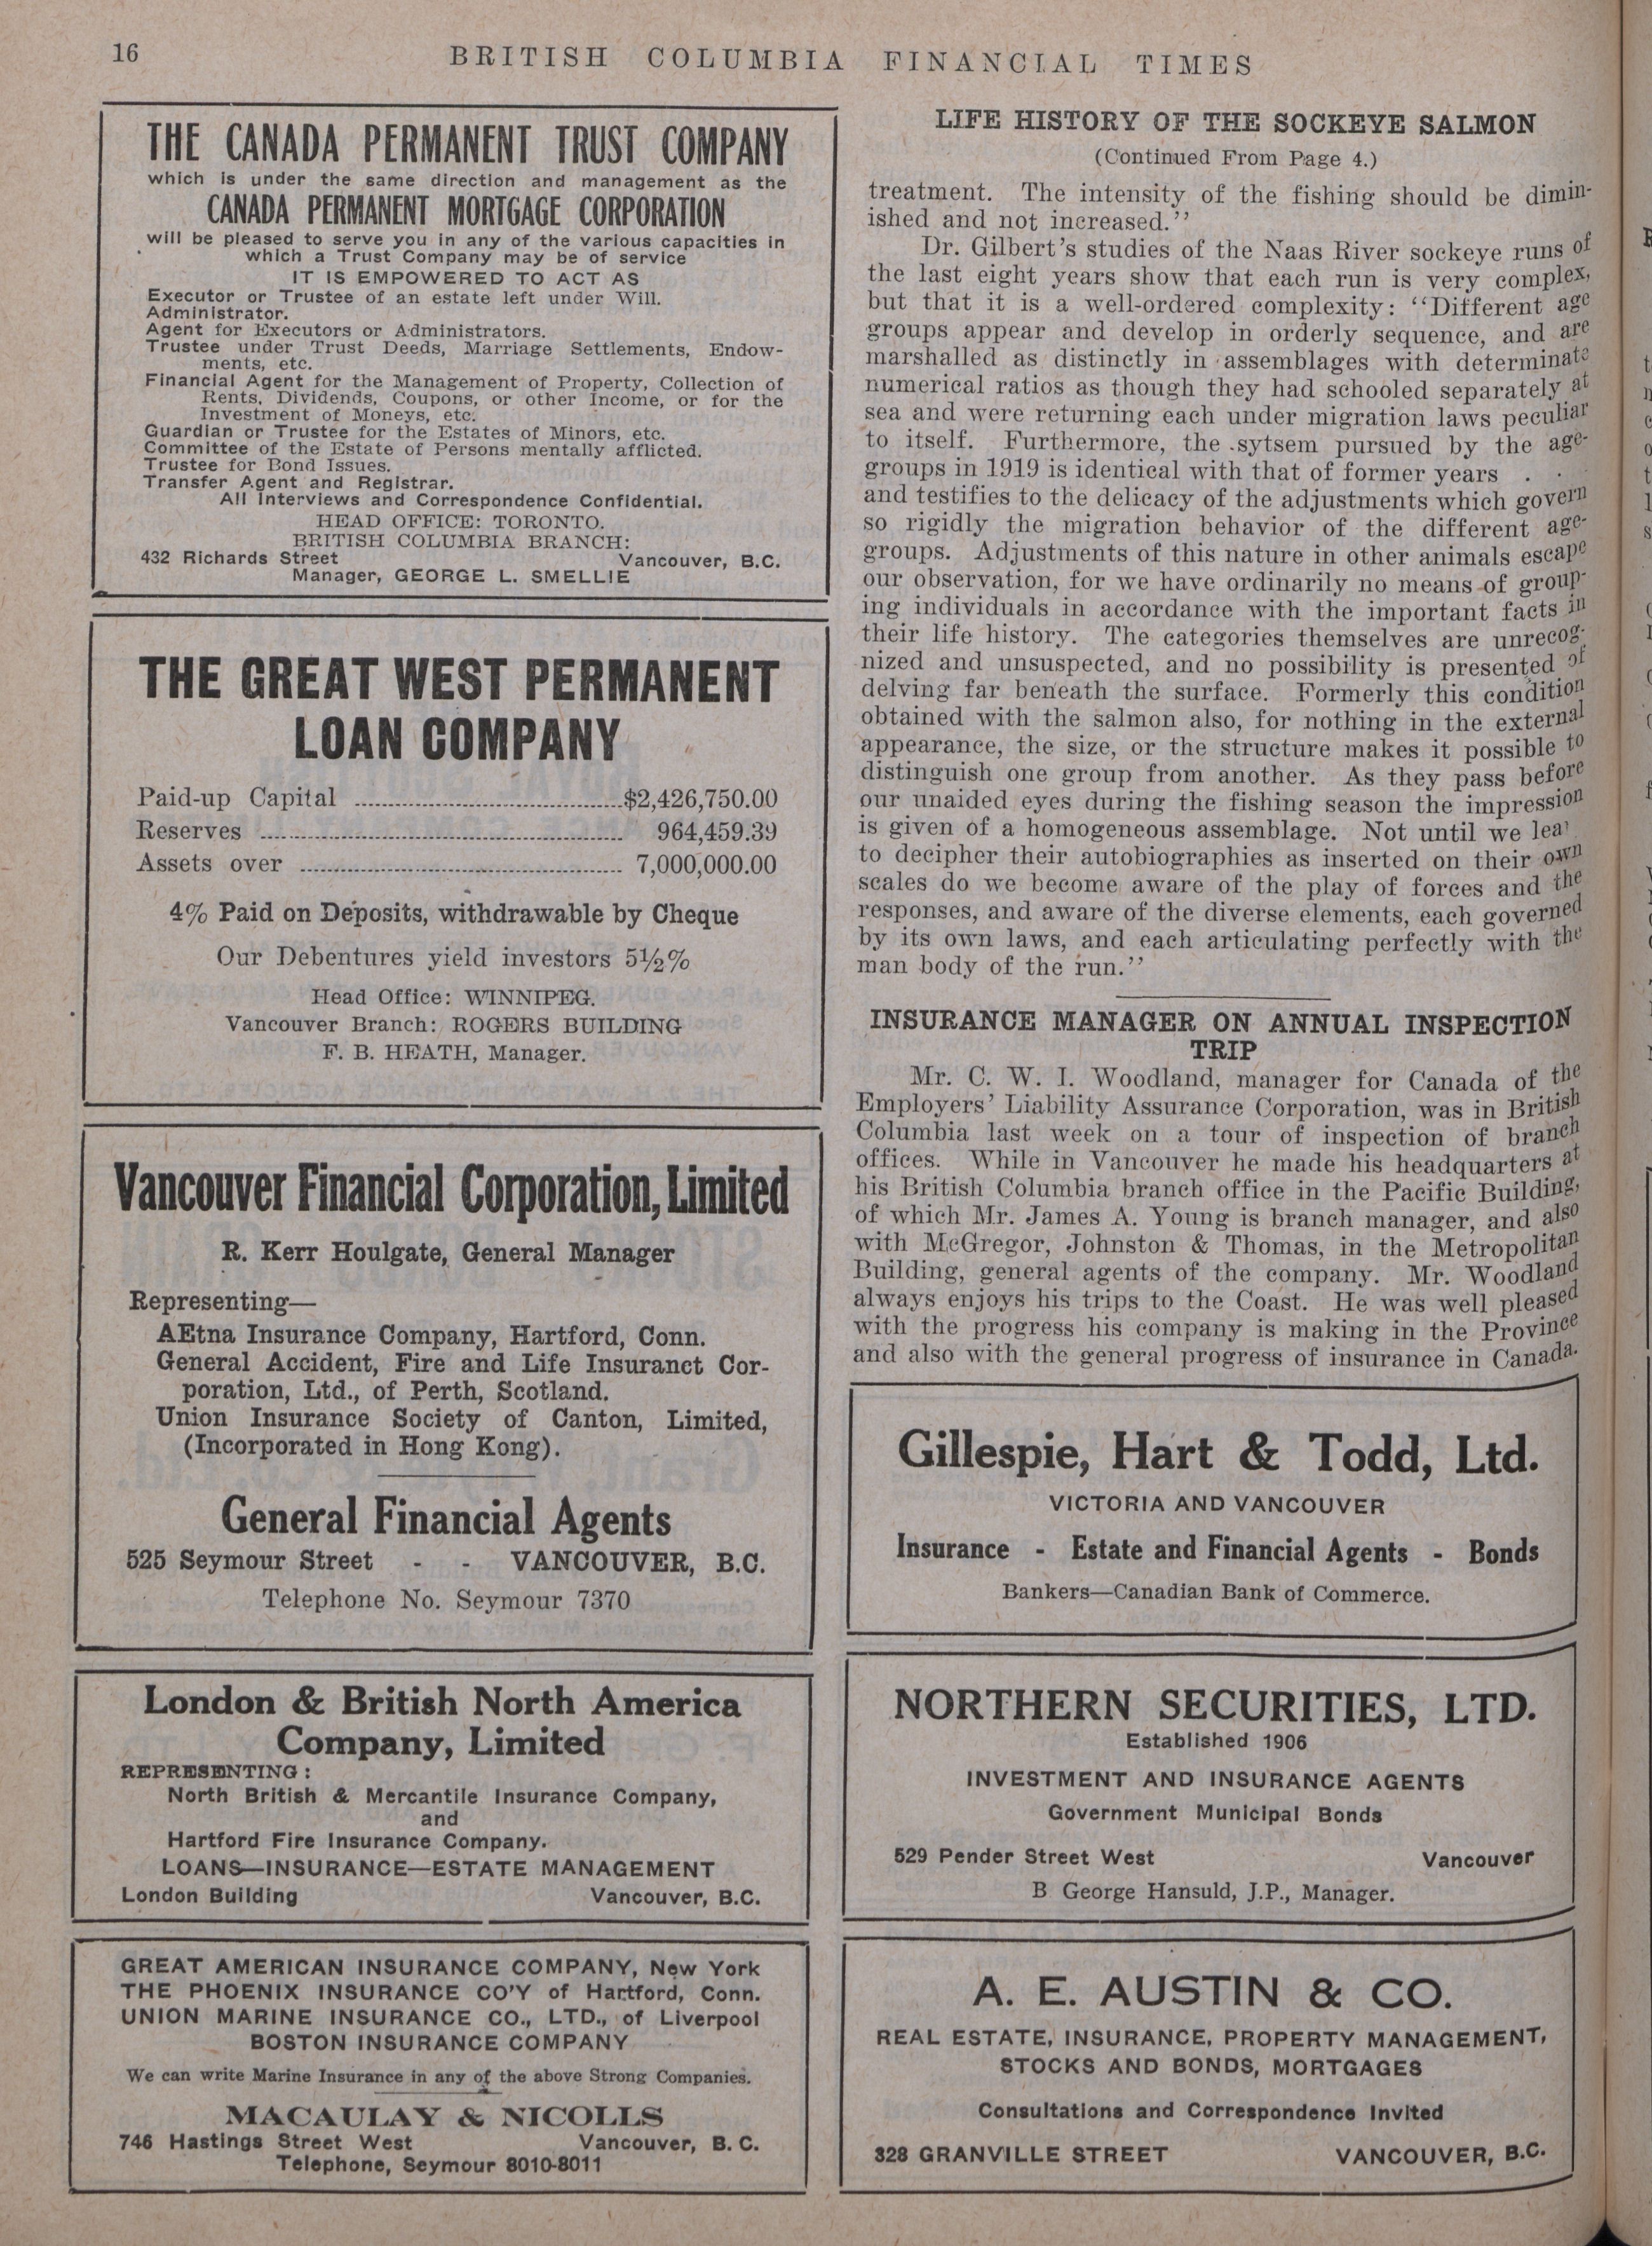 16
BRITISH COLUMBIA FINANCIAL TIMES
THE CANADA PERMANENT TRUST COMPANY
which is under the same direction and management as the
CANADA PERMANENT MORTGAGE CORPORATION
will be pleased to serve you in any of the various capacities in
which a Trust Company may be of service
IT IS EMPOWERED TO ACT AS
Executor or Trustee of an estate left under Will.
Administrator.
Agent for Executors or Administrators.
Trustee under Trust Deeds, Marriage Settlements, Endow-
ments, etc.
Financial Agent for the Management of Property, Collection of
Rents, Dividends, Coupons, or other Income, or for the
Investment of Moneys, etc.
Guardian or Trustee for the Estates of Minors, etc.
Committee of the Estate of Persons mentally afflicted.
Trustee for Bond Issues.
Transfer Agent and Registrar.
All Interviews and Correspondence Confidential.
HEAD OFFICE: TORONTO.
BRITISH COLUMBIA BRANCH:
432 Richards Street Vancouver, B.C.
Manager, GEORGE L. SMELLIE
THE GREAT WEST PERMANENT
LOAN COMPANY
Paid-up Capital ........ $2,426,750.00
Reserves ........ 964,459.39
Assets over ........ 7,000,000.00
4% Paid on Deposits, withdrawable by Cheque
Our Debentures yield investors 5½%
Head Office: WINNIPEG.
Vancouver Branch: ROGERS BUILDING
F. B. HEATH, Manager.
Vancouver Financial Corporation, Limited
R. Kerr Houlgate, General Manager
Representing—
AEtna Insurance Company, Hartford, Conn.
General Accident, Fire and Life Insuranct Cor-
poration, Ltd., of Perth, Scotland.
Union Insurance Society of Canton, Limited,
(Incorporated in Hong Kong).
General Financial Agents
525 Seymour Street - - VANCOUVER, B.C.
Telephone No. Seymour 7370
London & British North America
Company, Limited
REPRESENTING:
North British & Mercantile Insurance Company,
and
Hartford Fire Insurance Company.
LOANS—INSURANCE—ESTATE MANAGEMENT
London Building Vancouver, B.C.
GREAT AMERICAN INSURANCE COMPANY, New York
THE PHOENIX INSURANCE CO'Y of Hartford, Conn.
UNION MARINE INSURANCE CO., LTD., of Liverpool
BOSTON INSURANCE COMPANY
We can write Marine Insurance in any of the above Strong Companies.
MACAULAY & NICOLLS
746 Hastings Street West Vancouver, B. C.
Telephone, Seymour 8010-8011
LIFE HISTORY OF THE SOCKEYE SALMON
(Continued From Page 4.)
treatment. The intensity of the fishing should be dimin-
ished and not increased."
Dr. Gilbert's studies of the Naas River sockeye runs of
the last eight years show that each run is very complex,
but that it is a well-ordered complexity: "Different age
groups appear and develop in orderly sequence, and are
marshalled as distinctly in assemblages with determinate
numerical ratios as though they had schooled separately at
sea and were returning each under migration laws peculiar
to itself. Furthermore, the sytsem pursued by the age-
groups in 1919 is identical with that of former years . .
and testifies to the delicacy of the adjustments which govern
so rigidly the migration behavior of the different age-
groups. Adjustments of this nature in other animals escape
our observation, for we have ordinarily no means of group-
ing individuals in accordance with the important facts in
their life history. The categories themselves are unrecog-
nized and unsuspected, and no possibility is presented of
delving far beneath the surface. Formerly this condition
obtained with the salmon also, for nothing in the external
appearance, the size, or the structure makes it possible to
distinguish one group from another. As they pass before
our unaided eyes during the fishing season the impression
is given of a homogeneous assemblage. Not until we lea
to decipher their autobiographies as inserted on their own
scales do we become aware of the play of forces and the
responses, and aware of the diverse elements, each governed
by its own laws, and each articulating perfectly with the
man body of the run."
INSURANCE MANAGER ON ANNUAL INSPECTION
TRIP
Mr. C. W. I. Woodland, manager for Canada of the
Employers' Liability Assurance Corporation, was in British
Columbia last week on a tour of inspection of branch
offices. While in Vancouver he made his headquarters at
his British Columbia branch office in the Pacific Building,
of which Mr. James A. Young is branch manager, and also
with McGregor, Johnston & Thomas, in the Metropolitan
Building, general agents of the company. Mr. Woodland
always enjoys his trips to the Coast. He was well pleased
with the progress his company is making in the Province
and also with the general progress of insurance in Canada.
Gillespie, Hart & Todd, Ltd.
VICTORIA AND VANCOUVER
Insurance - Estate and Financial Agents - Bonds
Bankers—Canadian Bank of Commerce.
NORTHERN SECURITIES, LTD.
Established 1906
INVESTMENT AND INSURANCE AGENTS
Government Municipal Bonds
529 Pender Street West Vancouver
B George Hansuld, J.P., Manager.
A. E. AUSTIN & CO.
REAL ESTATE, INSURANCE, PROPERTY MANAGEMENT,
STOCKS AND BONDS, MORTGAGES
Consultations and Correspondence Invited
328 GRANVILLE STREET VANCOUVER, B.C.